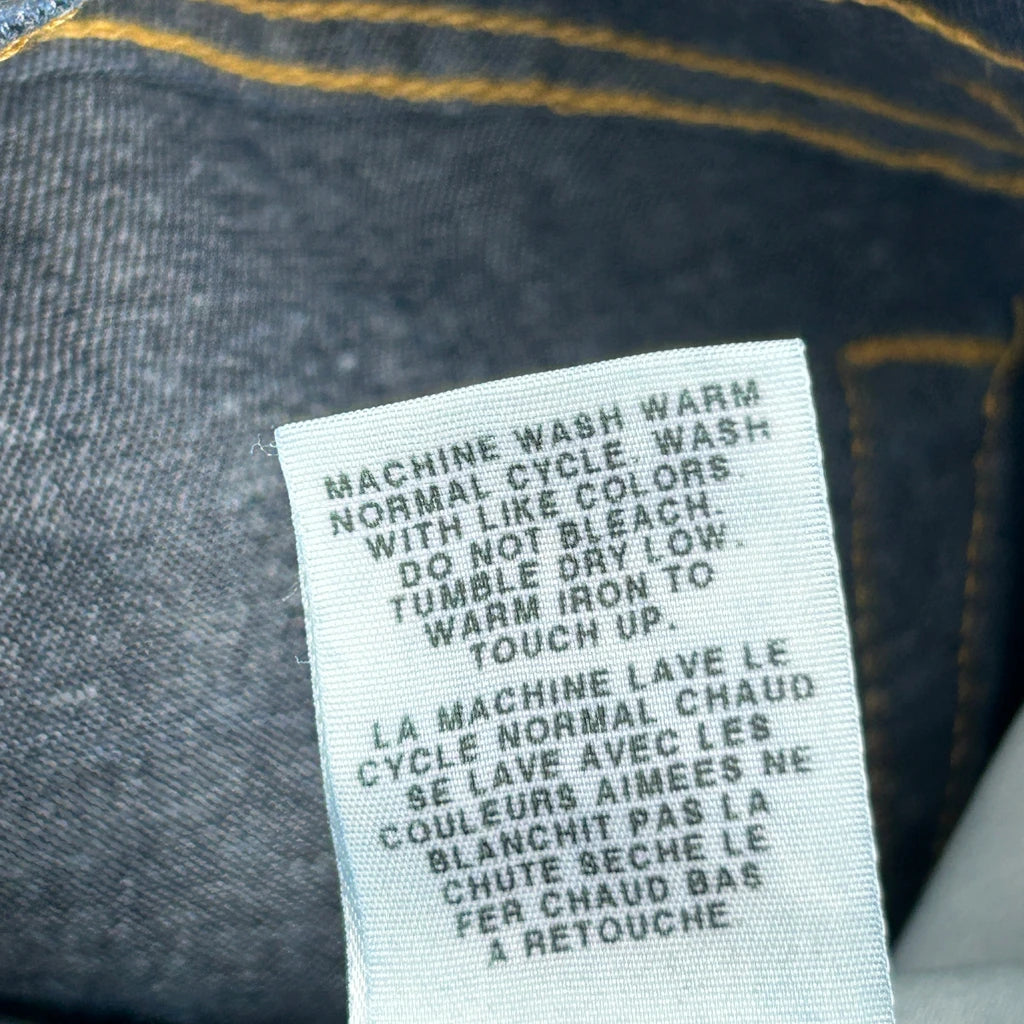 MACHINE WASH WARM
NORMAL CYCLE. WASH
WITH LIKE COLORS.
DO NOT BLEACH.
TUMBLE DRY LOW.
WARM IRON TO
TOUCH UP.
LA MACHINE LAVE LE
CYCLE NORMAL CHAUD
SE LAVE AVEC LES
COULEURS AIMEES NE
BLANCHIT PAS LA
CHUTE SECHE LE
FER CHAUD BAS
A RETOUCHE